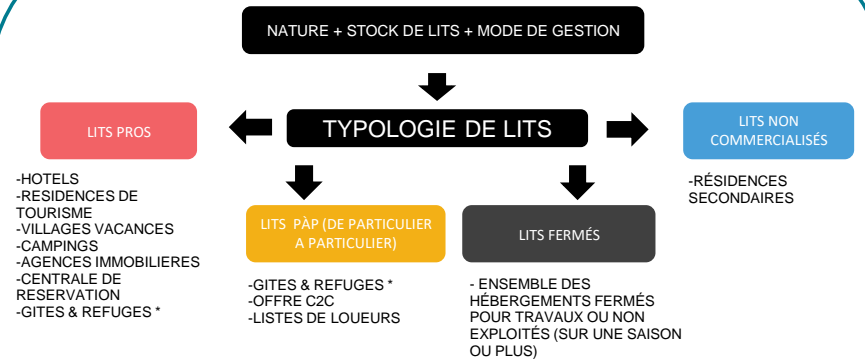 NATURE + STOCK DE LITS + MODE DE GESTION
TYPOLOGIE DE LITS
LITS PROS
-HOTELS
-RESIDENCES DE
TOURISME
-VILLAGES VACANCES
-CAMPINGS
-AGENCES IMMOBILIERES
-CENTRALE DE
RESERVATION
-GITES & REFUGES *
LITS PÀP (DE PARTICULIER
A PARTICULIER)
-GITES & REFUGES *
-OFFRE C2C
-LISTES DE LOUEURS
LITS FERMÉS
- ENSEMBLE DES
HÉBERGEMENTS FERMÉS
POUR TRAVAUX OU NON
EXPLOITÉS (SUR UNE SAISON
OU PLUS)
LITS NON
COMMERCIALISÉS
-RÉSIDENCES
SECONDAIRES